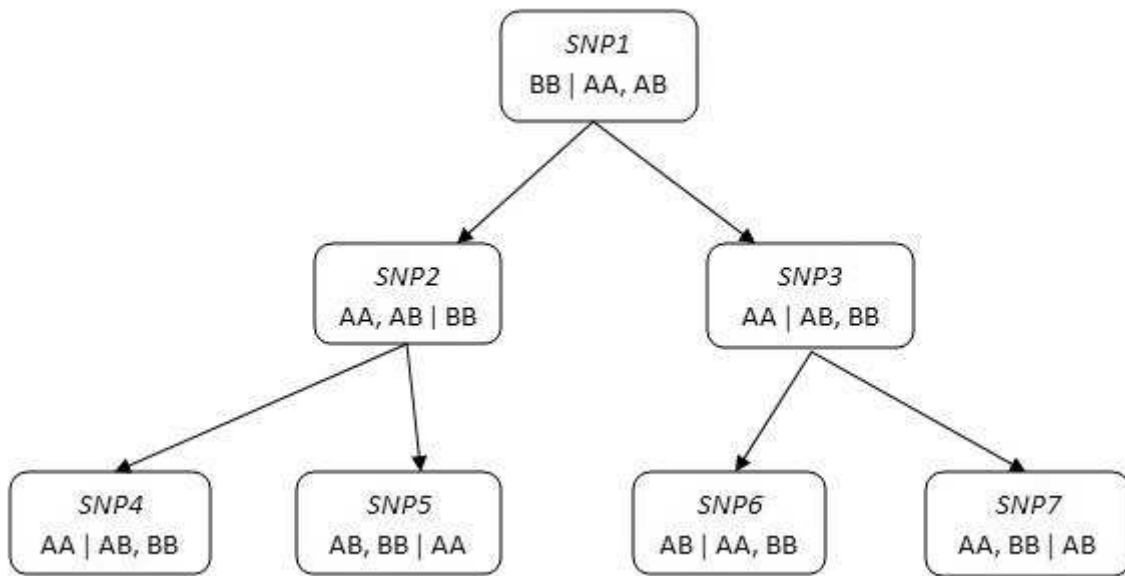 SNP1
BB | AA, AB
SNP2
AA, AB | BB
SNP3
AA | AB, BB
SNP4
AA | AB, BB
SNP5
AB, BB | AA
SNP6
AB | AA, BB
SNP7
AA, BB | AB